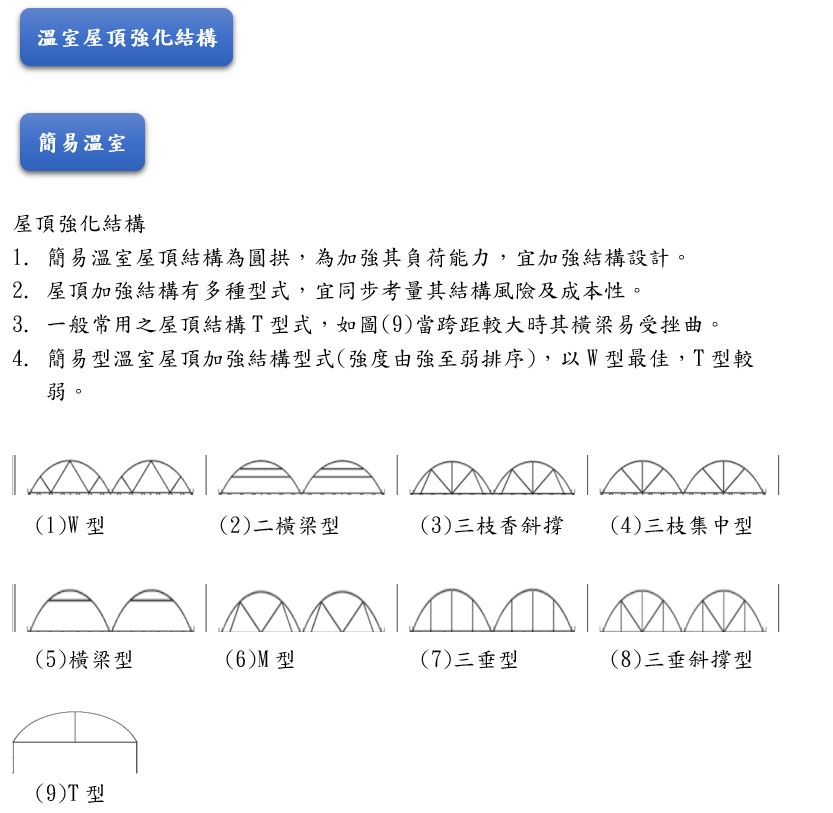 溫室屋頂強化結構
簡易溫室
屋頂強化結構
1. 簡易溫室屋頂結構為圓拱，為加強其負荷能力，宜加強結構設計。
2. 屋頂加強結構有多種型式，宜同步考量其結構風險及成本性。
3. 一般常用之屋頂結構T型式，如圖(9)當跨距較大時其橫梁易受挫曲。
4. 簡易型溫室屋頂加強結構型式(強度由強至弱排序)，以W型最佳，T型較
弱。
(1)W型 (2)二橫梁型 (3)三枝香斜撐 (4)三枝集中型
(5)橫梁型 (6)M型 (7)三垂型 (8)三垂斜撐型
(9)T型